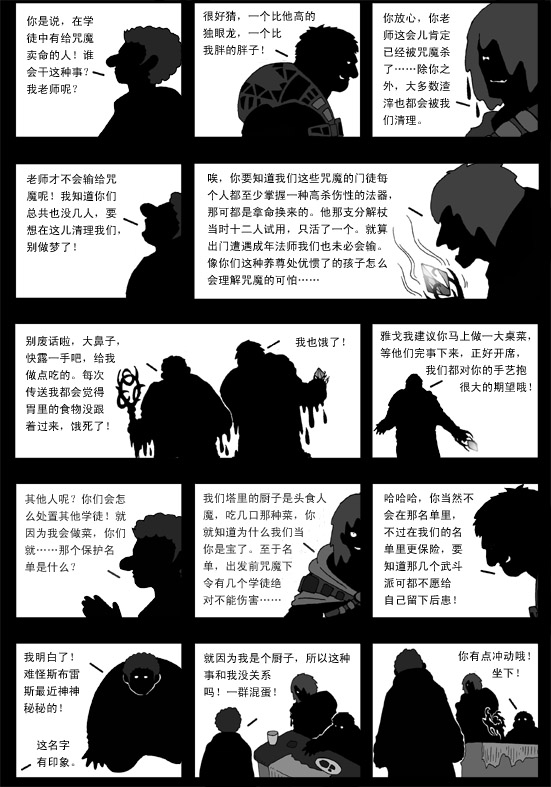 你是说，在学
徒中有给咒魔
卖命的人！谁
会干这种事？
我老师呢？
很好猜，一个比他高的
独眼龙，一个比
我胖的胖子！
你放心，你老
师这会儿肯定
已经被咒魔杀
了……除你之
外，大多数渣
滓也都会被我
们清理。
老师才不会输给咒
魔呢！我知道你们
总共也没几人，要
想在这儿清理我们，
别做梦了！
唉，你要知道我们这些咒魔的门徒每
个人都至少掌握一种高杀伤性的法器，
那可都是拿命换来的。他那支分解杖
当时十二人试用，只活了一个。就算
出门遭遇成年法师我们也未必会输。
像你们这种养尊处优惯了的孩子怎么
会理解咒魔的可怕……
别废话啦，大鼻子，
快露一手吧，给我
做点吃的。每次
传送我都会觉得
胃里的食物没跟
着过来，饿死了！
我也饿了！
雅戈我建议你马上做一大桌菜，
等他们完事下来，正好开席，
我们都对你的手艺抱
很大的期望哦！
其他人呢？你们会怎
么处置其他学徒！就
因为我会做菜，你们
就……那个保护名
单是什么？
我们塔里的厨子是头食人
魔，吃几口那种菜，你
就知道为什么我们当
你是宝了。至于名
单，出发前咒魔下
令有几个学徒绝
对不能伤害……
哈哈哈，你当然不
会在那名单里，
不过在我们的名
单里更保险，要
知道那几个武斗
派可都不愿给
自己留下后患！
我明白了！
难怪斯布雷
斯最近神神
秘秘的！
这名字
有印象。
就因为我是个厨子，所以这种
事和我没关系
吗！一群混蛋！
你有点冲动哦！
坐下！